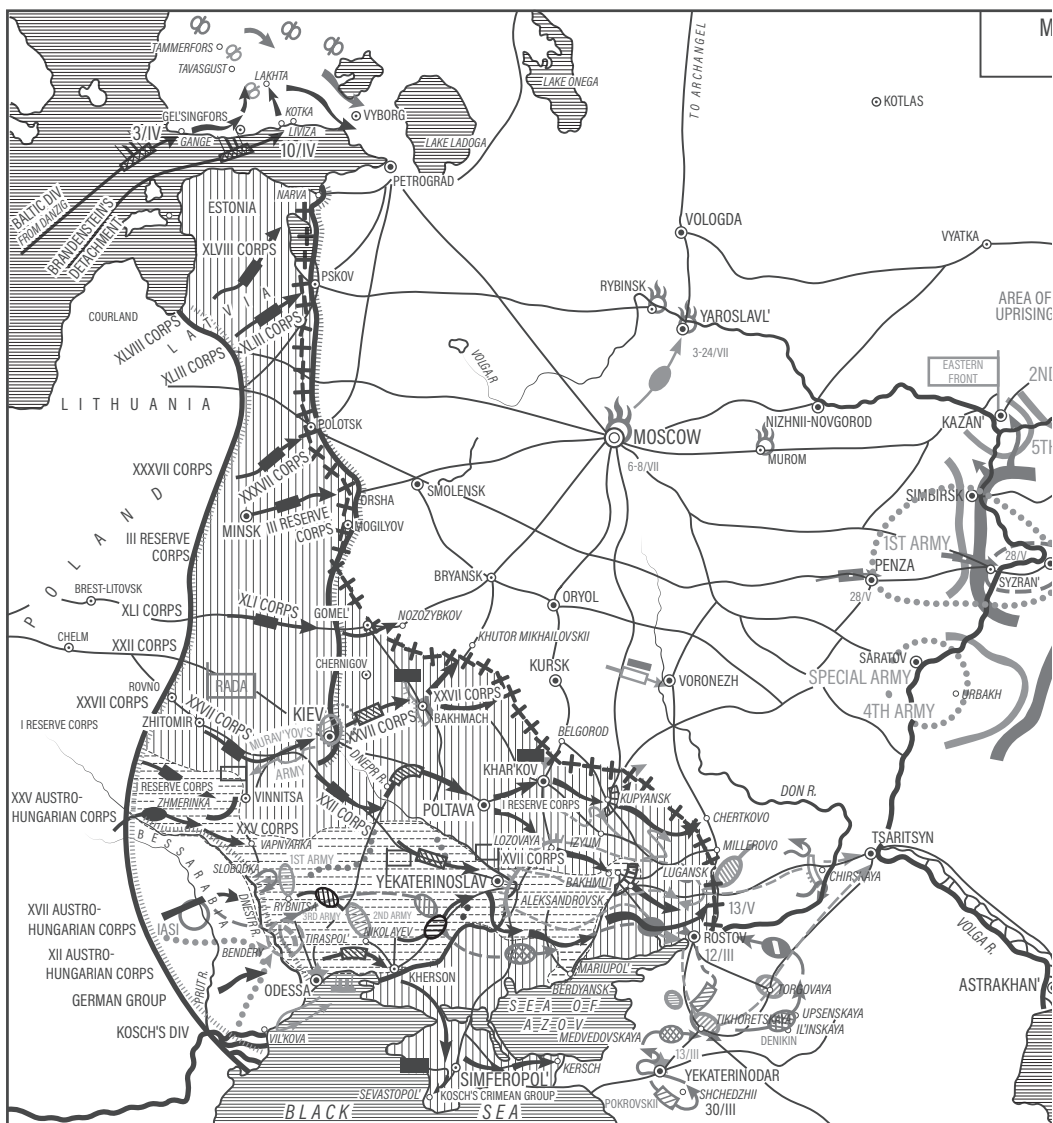 M
TAMMERFORS
TAVASGUST
LAKHTA
GEL'SINGFORS
KOTKA
VYBORG
LAKE ONEGA
TO ARCHANGEL
KOTLAS
3/IV
GANGE
LIVIZA
10/IV
LAKE LADOGA
PETROGRAD
BALTIC DIV
FROM DANZIG
BRANDENSTEIN'S
DETACHMENT
NARVA
ESTONIA
XLVIII CORPS
PSKOV
VOLOGDA
VYATKA
RYBINSK
YAROSLAVL'
3-24/VII
AREA OF
UPRISING
COURLAND
LATVIA
XLVIII CORPS
XLIII CORPS
XLIII CORPS
VOLGA R
EASTERN
FRONT
2ND
LITHUANIA
POLOTSK
MOSCOW
6-8/VII
NIZHNII-NOVGOROD
KAZAN'
5TH
MUROM
XXXVII CORPS
XXXVII CORPS
SMOLENSK
SIMBIRSK
ORSHA
POLAND
III RESERVE
CORPS
MINSK
III RESERVE
CORPS
MOGILYOV
1ST ARMY
PENZA
28/V
28/V
SYZRAN'
BREST-LITOVSK
BRYANSK
ORYOL
XLI CORPS
XLI CORPS
GOMEL'
NOZOZYBKOV
KHUTOR MIKHAILOVSKII
CHELM
XXII CORPS
CHERNIGOV
KURSK
VORONEZH
SARATOV
SPECIAL ARMY
URBAKH
4TH ARMY
ROVNO
RADA
XXVII CORPS
XXVII CORPS
BAKHMACH
KIEV
XXVII CORPS
XXVII CORPS
I RESERVE CORPS
ZHITOMIR
MURAV'YOV'S
ARMY
DNEPR R.
BELGOROD
KHAR'KOV
I RESERVE CORPS
ZHMERINKA
VINNITSA
XXII CORPS
POLTAVA
I RESERVE CORPS
KUPYANSK
DON R.
CHERTKOVO
XXV AUSTRO-
HUNGARIAN CORPS
XXV CORPS
VAPNYARKA
LOZOVAYA
IZYUM
XVII CORPS
MILLEROVO
TSARITSYN
BESSARABIA
SLOBODKA
1ST ARMY
YEKATERINOSLAV
BAKHMUT
LUGANSK
CHIRSKAYA
XVII AUSTRO-
HUNGARIAN CORPS
IASI
DNESTR R.
RYBNITSA
3RD ARMY
2ND ARMY
ALEKSANDROVSK
13/V
VOLGA R.
TIRASPOL'
NIKOLAYEV
ROSTOV
12/III
XII AUSTRO-
HUNGARIAN CORPS
BENDERY
MARIUPOL'
GERMAN GROUP
PRUT R.
ODESSA
KHERSON
BERDYANSK
TORGOVAYA
ASTRAKHAN'
KOSCH'S DIV
VIL'KOVA
SEA OF
AZOV
MEDVEDOVSKAYA
TIKHORETSKAYA
UPSENSKAYA
IL'INSKAYA
DENIKIN
13/III
KERSCH
YEKATERINODAR
SIMFEROPOL'
SEVASTOPOL'
KOSCH'S CRIMEAN GROUP
POKROVSKII
SHCHEDZHII
30/III
BLACK SEA